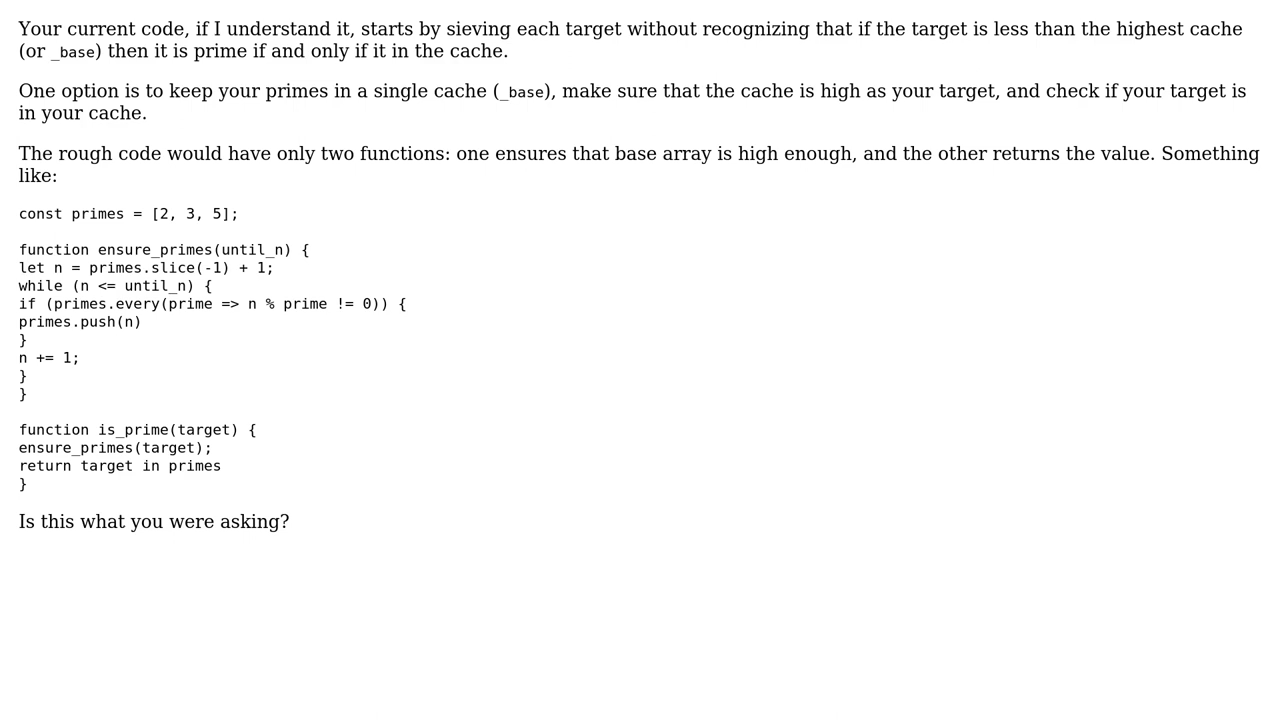 Your current code, if I understand it, starts by sieving each target without recognizing that if the target is less than the highest cache
(or _base) then it is prime if and only if it in the cache.
One option is to keep your primes in a single cache (_base), make sure that the cache is high as your target, and check if your target is
in your cache.
The rough code would have only two functions: one ensures that base array is high enough, and the other returns the value. Something
like:
const primes = [2, 3, 5];
function ensure_primes(until_n) {
let n = primes.slice(-1) + 1;
while (n <= until_n) {
if (primes.every(prime => n % prime != 0)) {
primes.push(n)
}
n += 1;
}
}
function is_prime(target) {
ensure_primes(target);
return target in primes
}
Is this what you were asking?